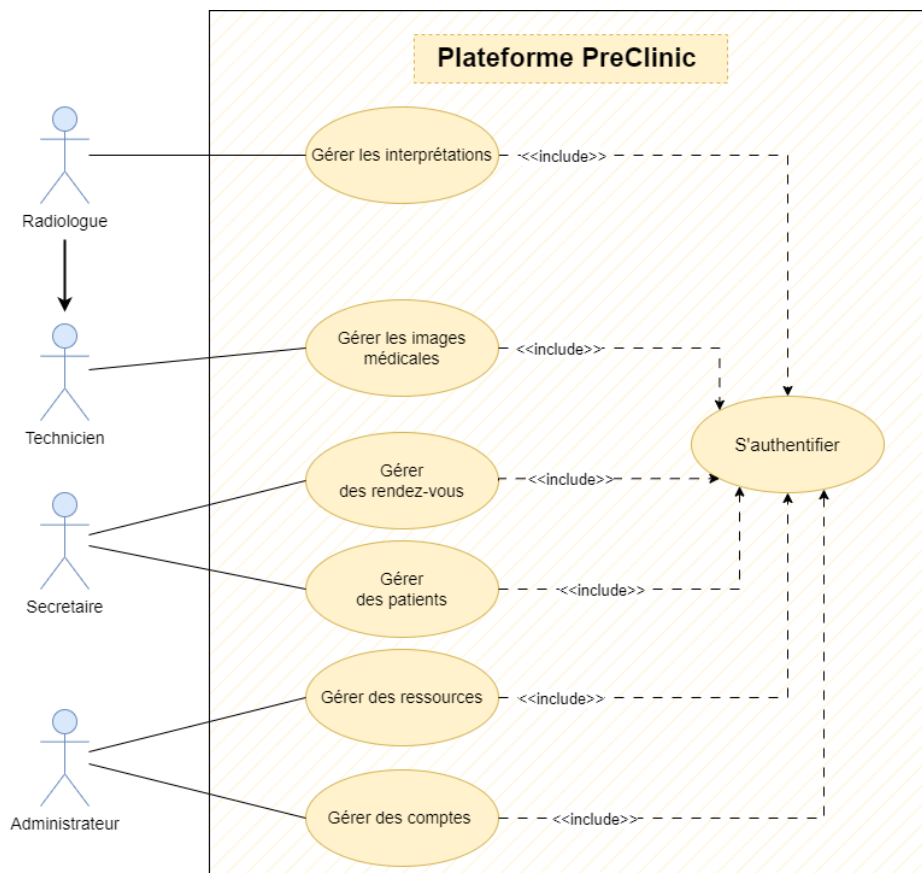 Plateforme PreClinic
Gérer les interprétations
<<include>>
Radiologue
Gérer les images
médicales
<<include>>
Technicien
S'authentifier
Gérer
des rendez-vous
<<include>>
Secretaire
Gérer
des patients
<<include>>
Gérer des ressources
<<include>>
Administrateur
Gérer des comptes
<<include>>